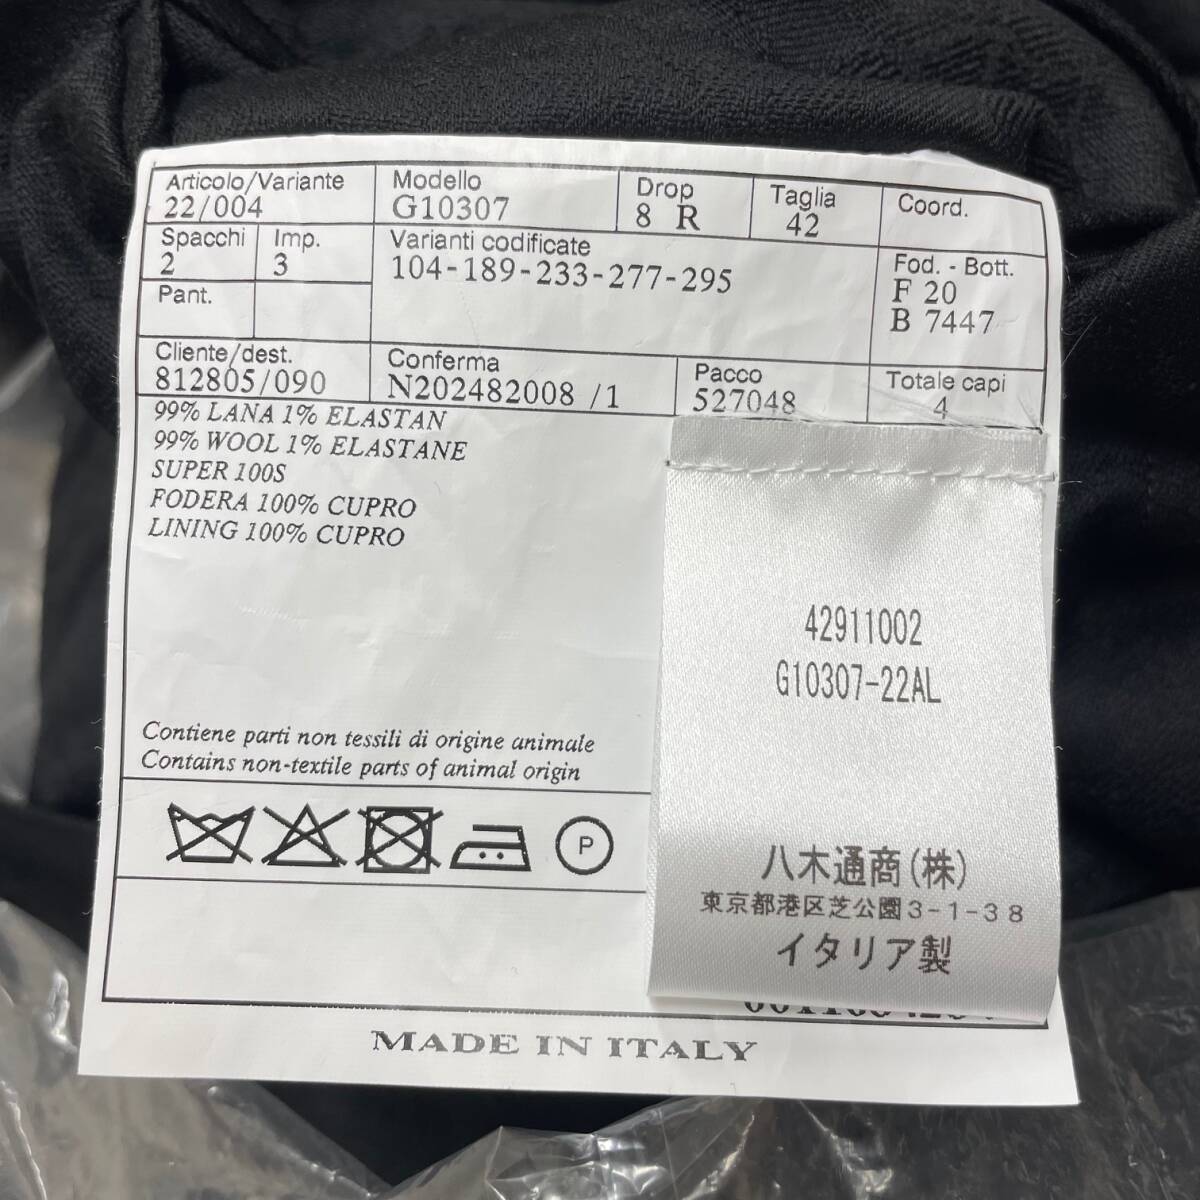 Articolo/Variante Modello Drop Taglia Coord.
22/004 G10307 8 R 42
Spacchi Imp. Varianti codificate Fod. - Bott.
2 3 104-189-233-277-295 F 20
Pant. B 7447
Cliente/dest. Conferma Pacco Totale capi
812805/090 N202482008 /1 527048 4
99% LANA 1% ELASTAN
99% WOOL 1% ELASTANE
SUPER 100S
FODERA 100% CUPRO
LINING 100% CUPRO
Contiene parti non tessili di origine animale
Contains non-textile parts of animal origin
P
42911002
G10307-22AL
八木通商(株)
東京都港区芝公園3-1-38
イタリア製
MADE IN ITALY